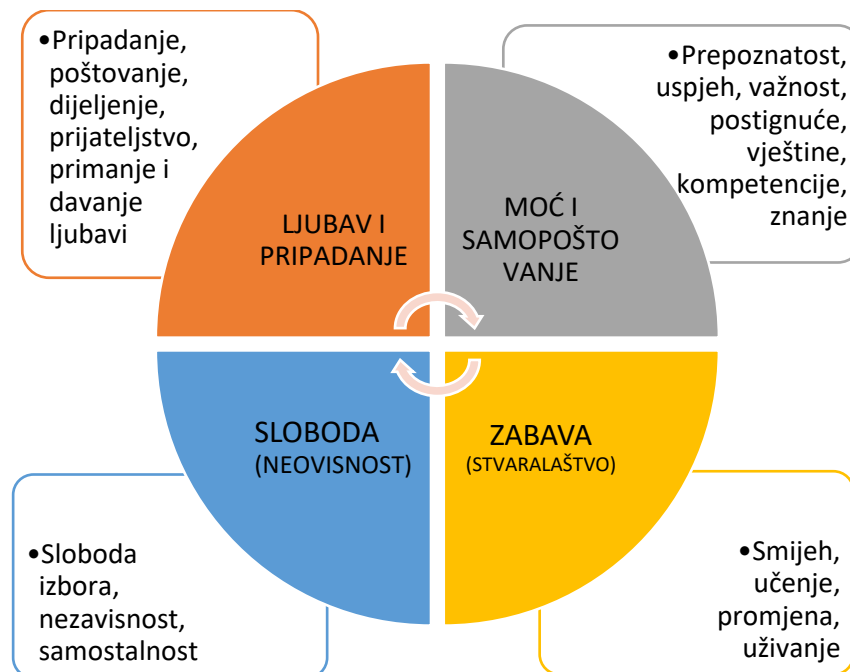 •Pripadanje,
poštovanje,
dijeljenje,
prijateljstvo,
primanje i
davanje
ljubavi
•Prepoznatost,
uspjeh, važnost,
postignuće,
vještine,
kompetencije,
znanje
LJUBAV I
PRIPADANJE
MOĆ I
SAMOPOŠTO
VANJE
SLOBODA
(NEOVISNOST)
ZABAVA
(STVARALAŠTVO)
•Sloboda
izbora,
nezavisnost,
samostalnost
•Smijeh,
učenje,
promjena,
uživanje